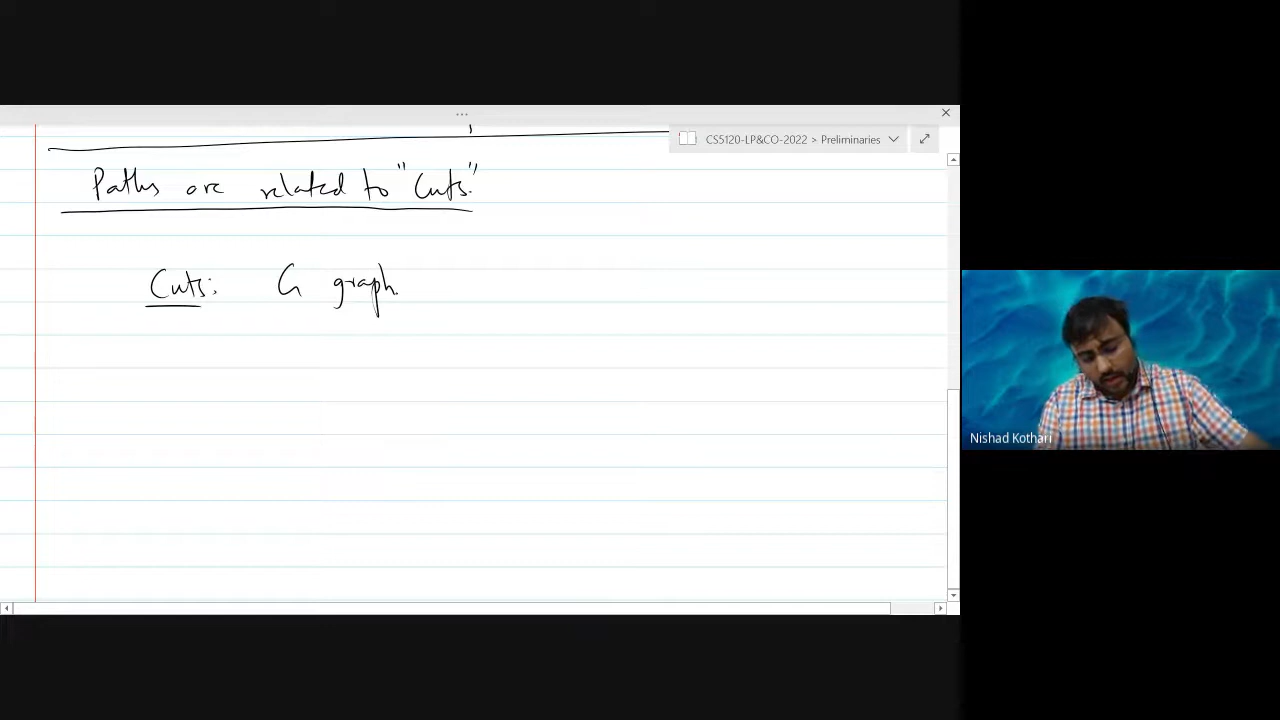 CS5120-LP&CO-2022 > Preliminaries
Paths are related to "Cuts."
Cuts: G graph.
Nishad Kothari